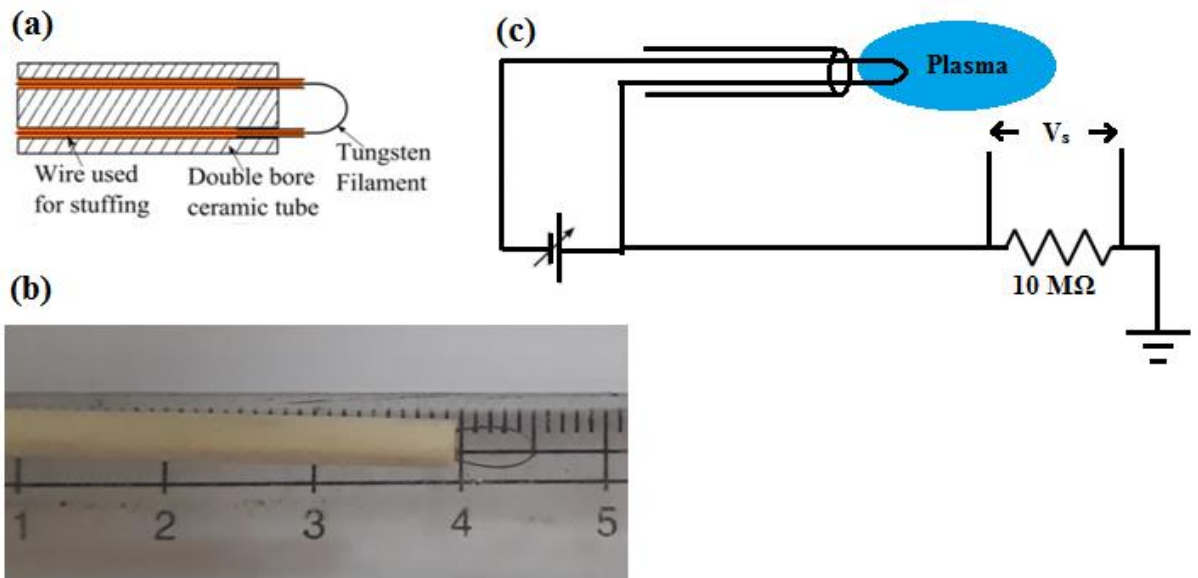 (a)
Wire used
for stuffing
Double bore
ceramic tube
Tungsten
Filament
(b)
1 2 3 4 5
(c)
Plasma
Vs
10 MΩ